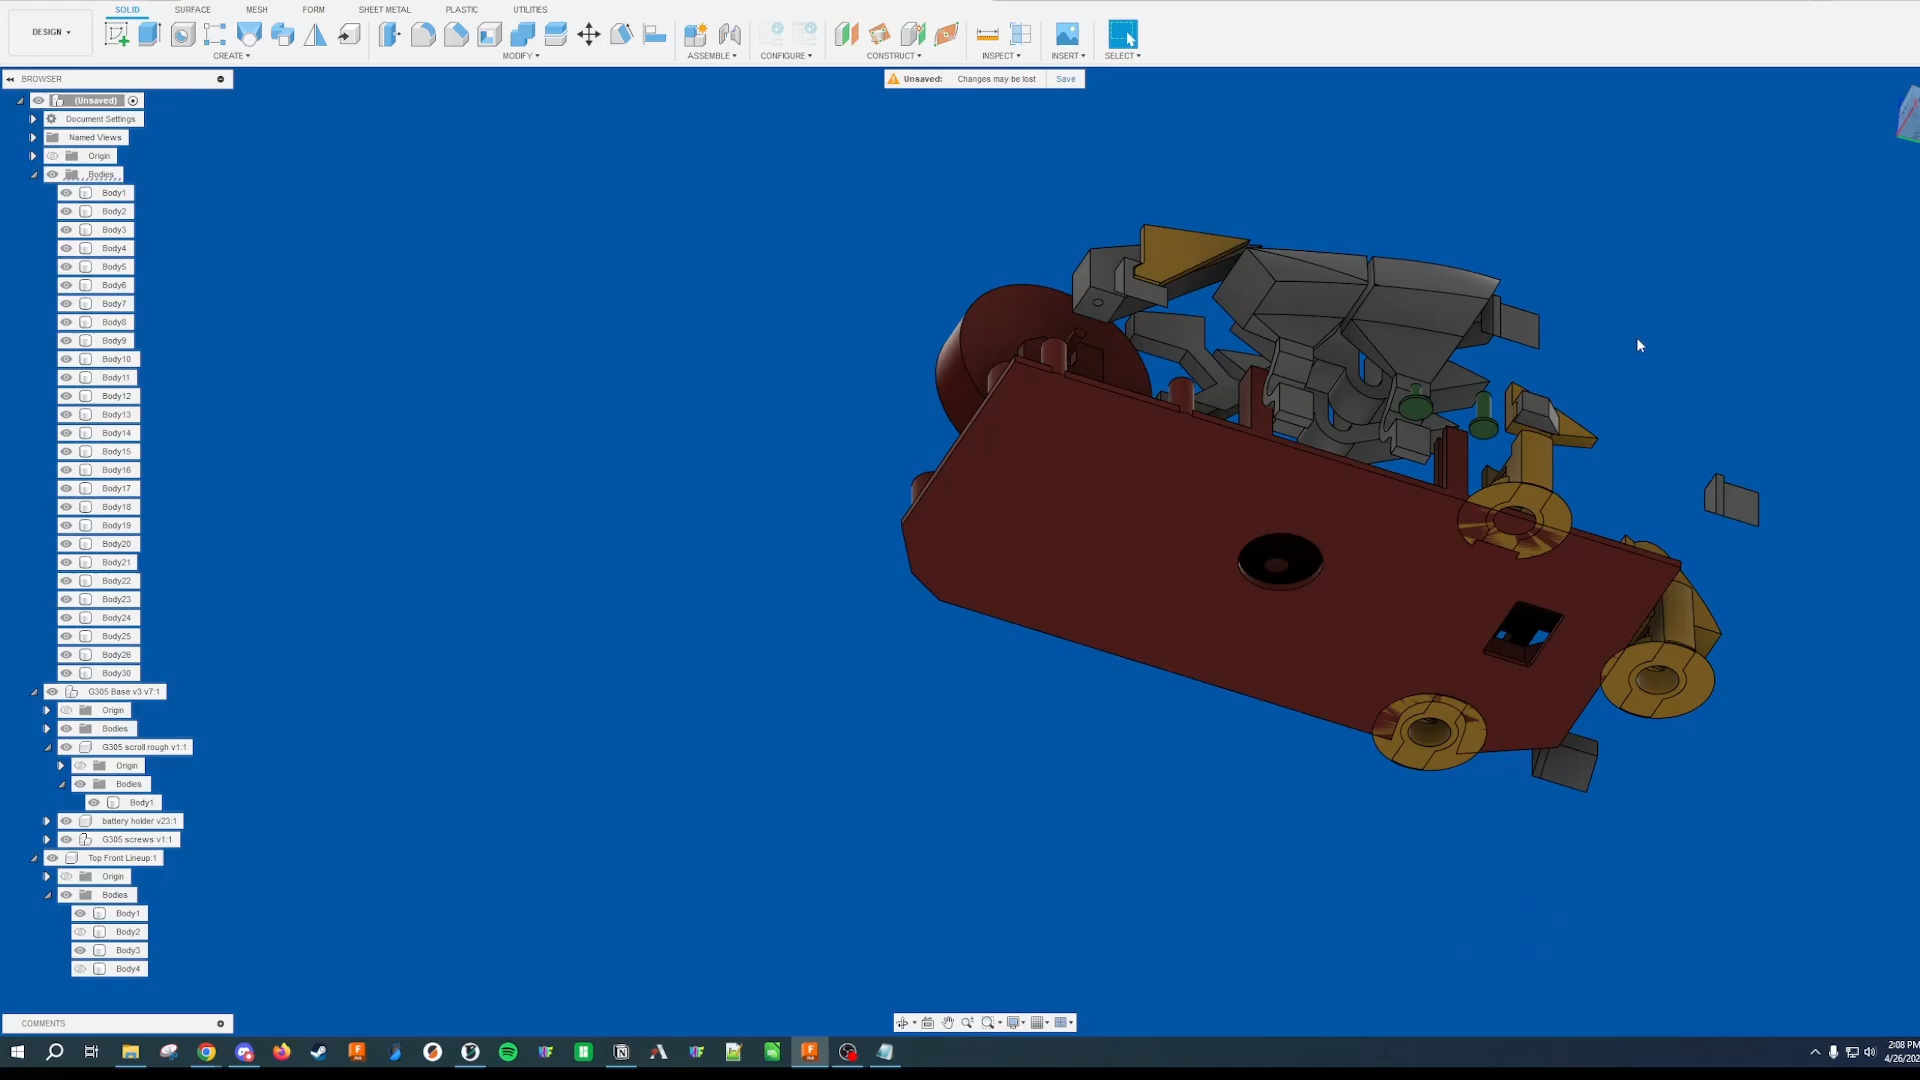 SOLID SURFACE MESH FORM SHEET METAL PLASTIC UTILITIES
DESIGN
CREATE MODIFY ASSEMBLE CONFIGURE CONSTRUCT INSPECT INSERT SELECT
BROWSER
Unsaved: Changes may be lost Save
(Unsaved)
Document Settings
Named Views
Origin
Bodies
Body1
Body2
Body3
Body4
Body5
Body6
Body7
Body8
Body9
Body10
Body11
Body12
Body13
Body14
Body15
Body16
Body17
Body18
Body19
Body20
Body21
Body22
Body23
Body24
Body25
Body26
Body30
G305 Base v3 v7:1
Origin
Bodies
G305 scroll rough v1:1
Origin
Bodies
Body1
battery holder v23:1
G305 screws v1:1
Top Front Lineup:1
Origin
Bodies
Body1
Body2
Body3
Body4
COMMENTS
2:08 PM
4/26/202